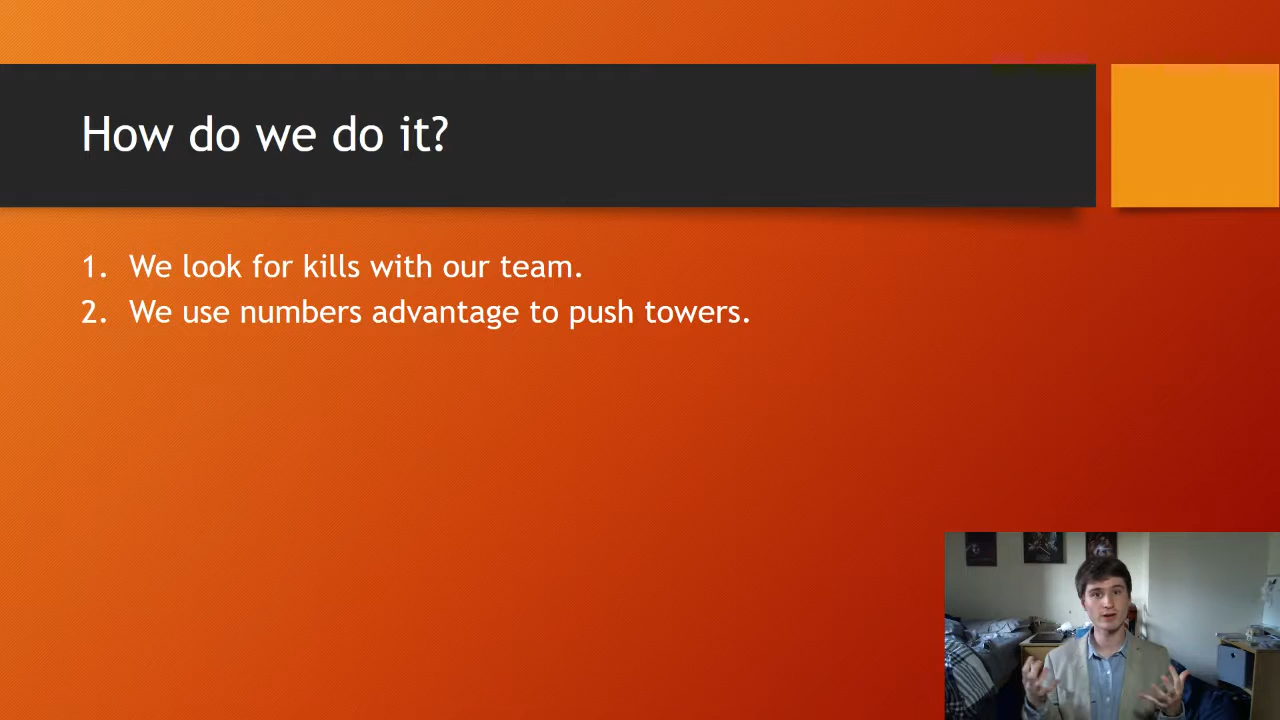 How do we do it?
1. We look for kills with our team.
2. We use numbers advantage to push towers.